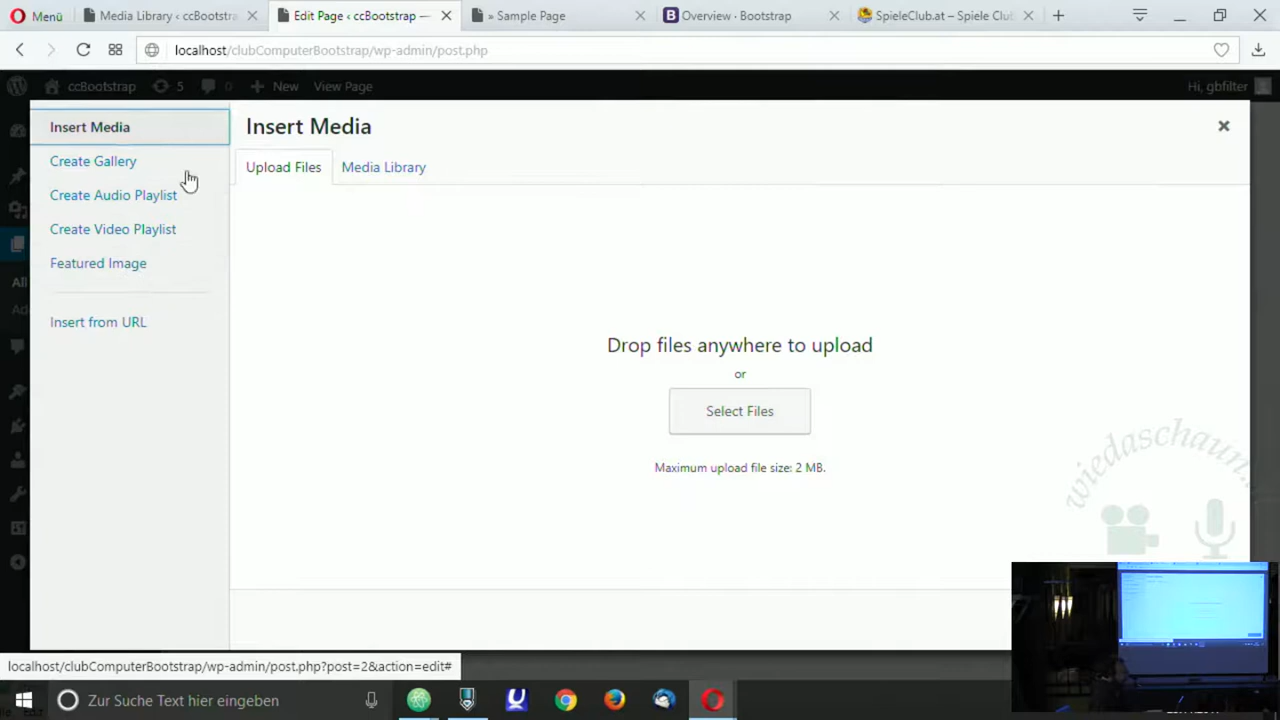 Menü
Media Library ‹ ccBootstra
Edit Page ‹ ccBootstrap —
» Sample Page
Overview · Bootstrap
SpieleClub.at – Spiele Club
localhost/clubComputerBootstrap/wp-admin/post.php
ccBootstrap
5
0
New
View Page
Hi, gbfilter
Insert Media
Create Gallery
Create Audio Playlist
Create Video Playlist
Featured Image
Insert from URL
All
Insert Media
Upload Files
Media Library
Drop files anywhere to upload
or
Select Files
Maximum upload file size: 2 MB.
wiedaschaun.
localhost/clubComputerBootstrap/wp-admin/post.php?post=2&action=edit#
Zur Suche Text hier eingeben